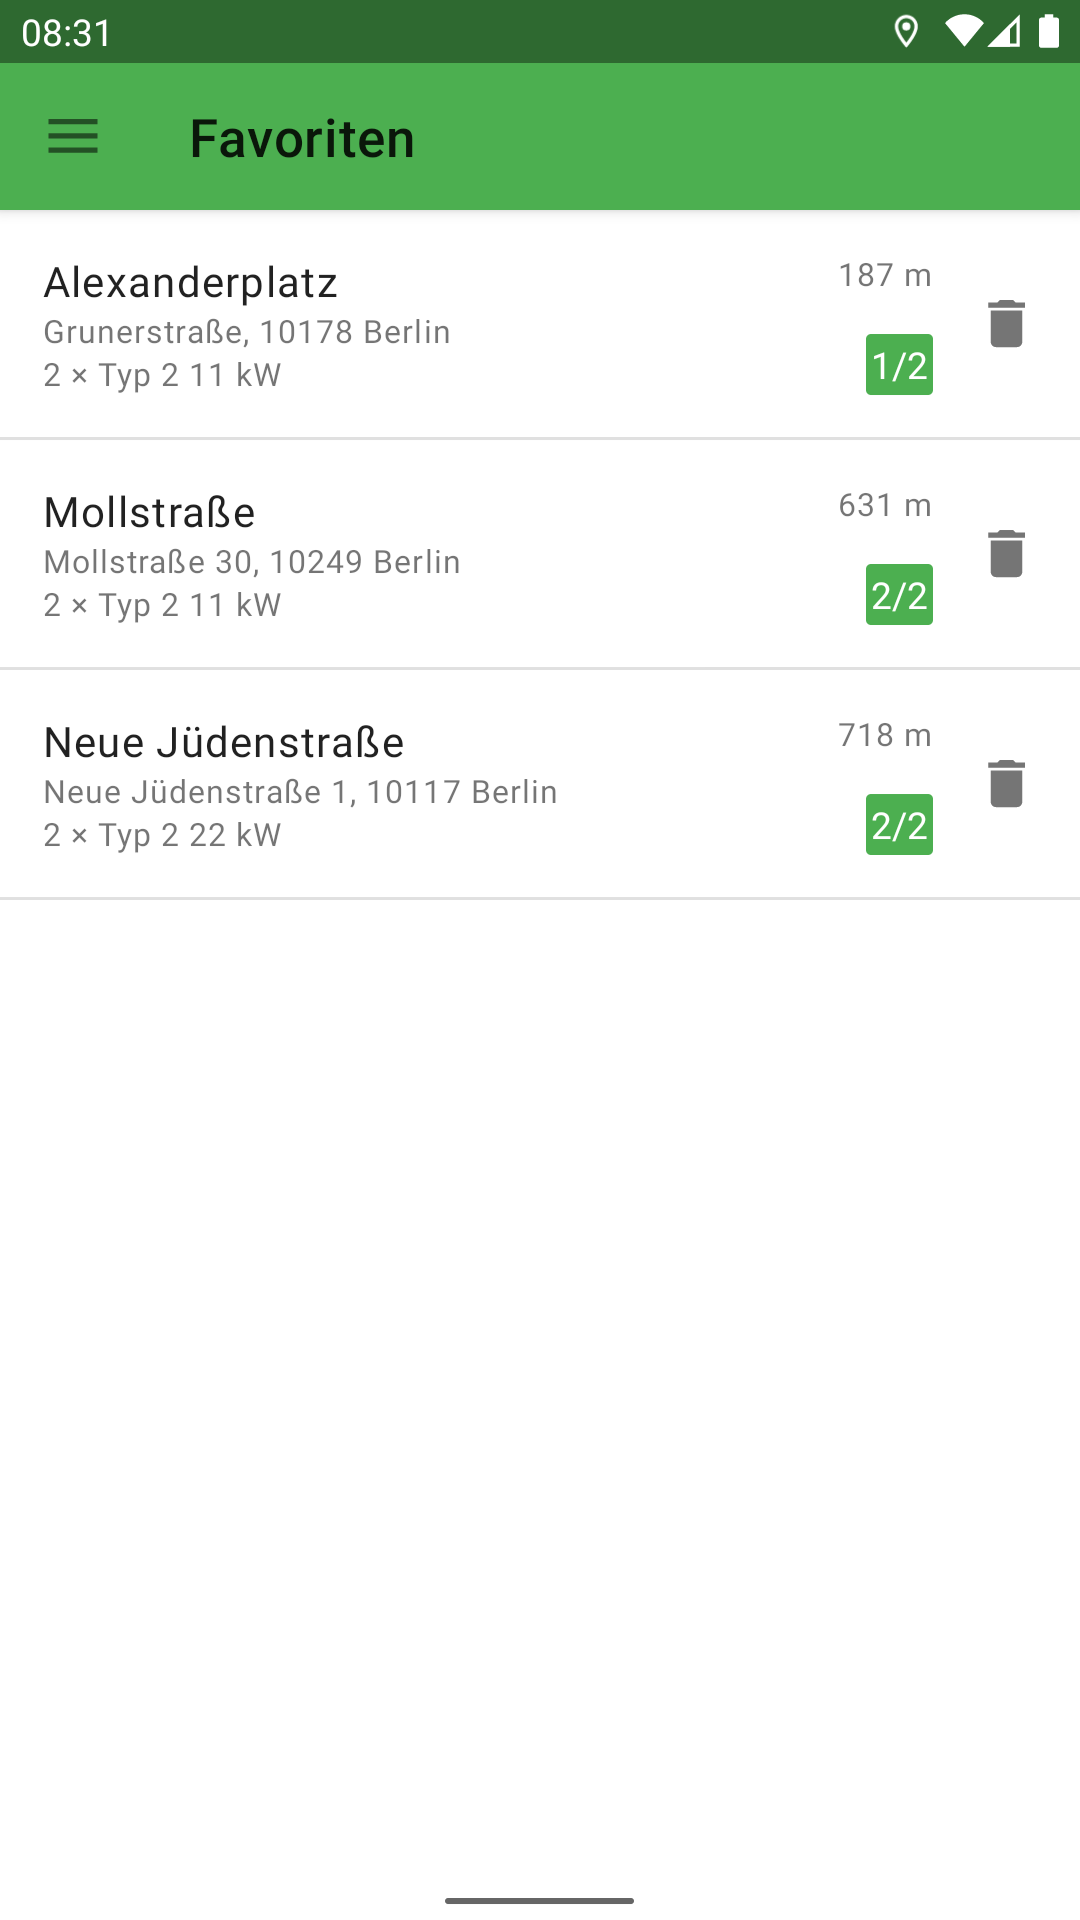 08:31
Favoriten
Alexanderplatz
187 m
Grunerstraße, 10178 Berlin
2 × Typ 2 11 kW
1/2
Mollstraße
631 m
Mollstraße 30, 10249 Berlin
2 × Typ 2 11 kW
2/2
Neue Jüdenstraße
718 m
Neue Jüdenstraße 1, 10117 Berlin
2 × Typ 2 22 kW
2/2